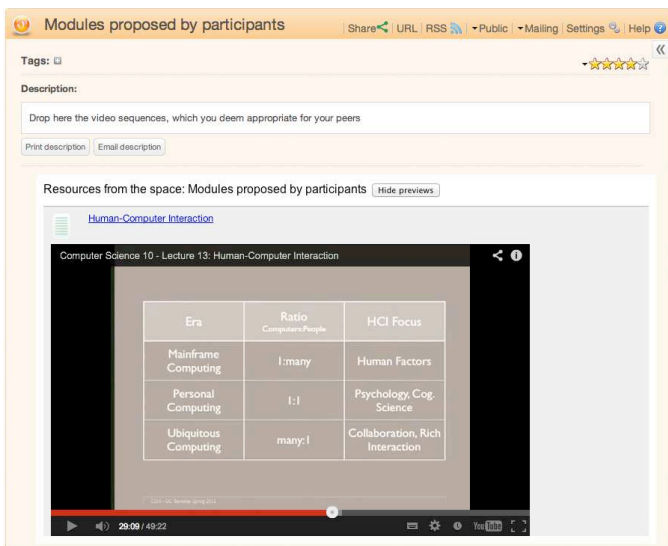 Modules proposed by participants
Share URL RSS Public Mailing Settings Help
Tags:
Description:
Drop here the video sequences, which you deem appropriate for your peers
Print description Email description
Resources from the space: Modules proposed by participants Hide previews
Human-Computer Interaction
Computer Science 10 - Lecture 13: Human-Computer Interaction
Era Ratio Computers:People HCI Focus
Mainframe Computing 1:many Human Factors
Personal Computing 1:1 Psychology, Cog. Science
Ubiquitous Computing many:1 Collaboration, Rich Interaction
29:09 / 49:22 YouTube